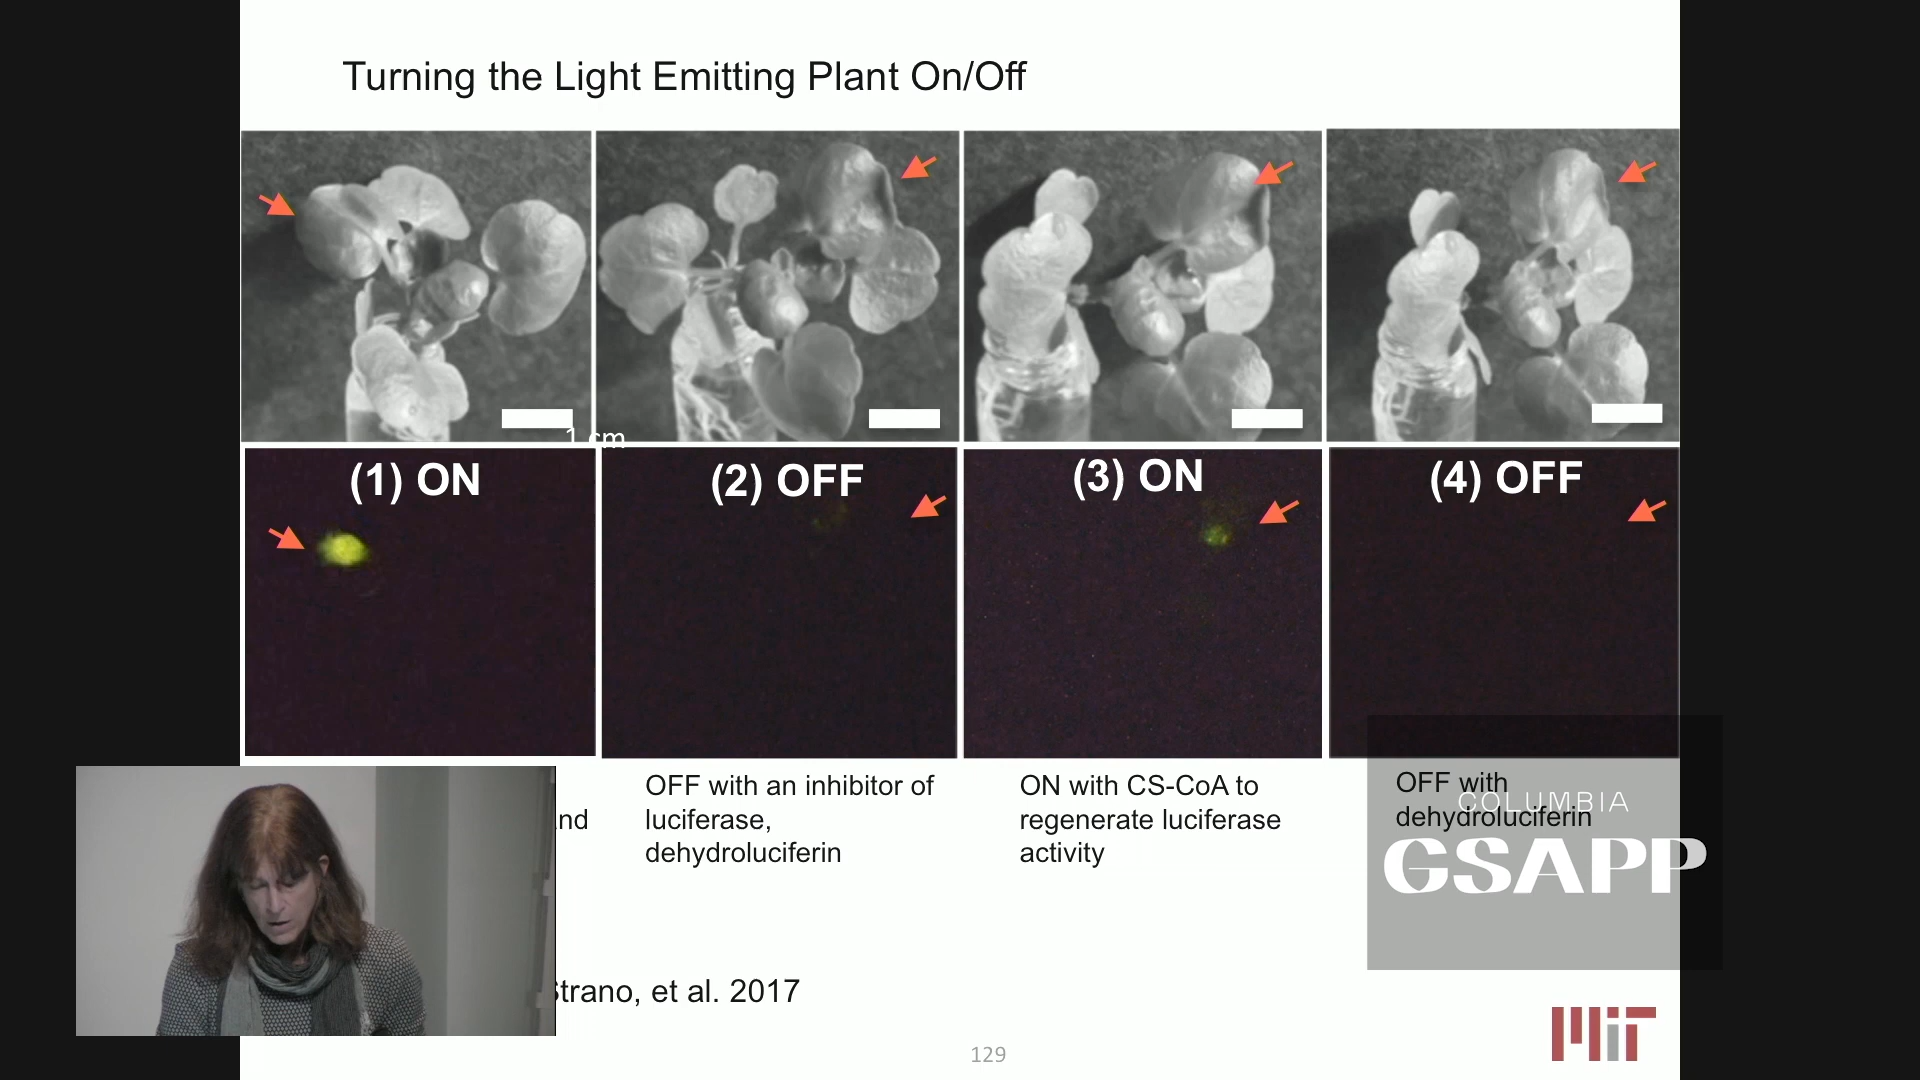 Turning the Light Emitting Plant On/Off
1 cm
(1) ON
(2) OFF
(3) ON
(4) OFF
OFF with an inhibitor of
luciferase,
dehydroluciferin
ON with CS-CoA to
regenerate luciferase
activity
OFF with
dehydroluciferin
COLUMBIA
GSAPP
Strano, et al. 2017
129
MIT